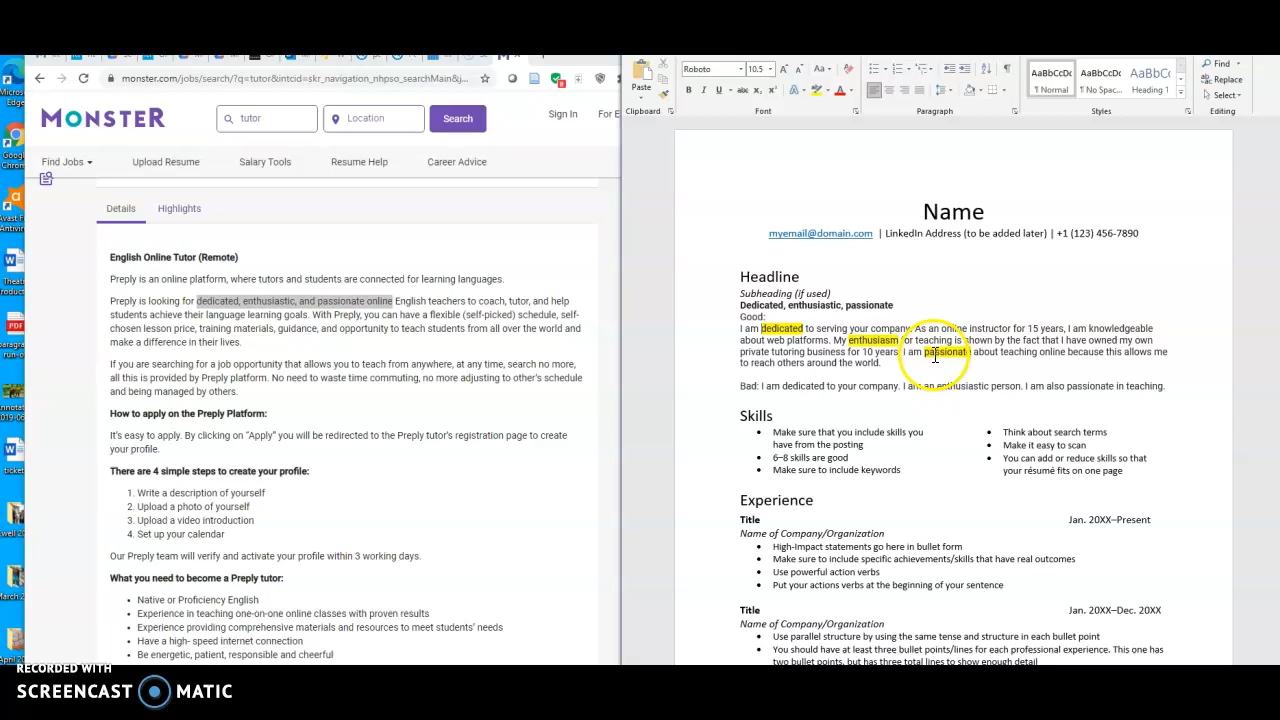 monster.com/jobs/search/?q=tutor&intcid=skr_navigation_nhpso_searchMain&j...
MONSTER
tutor
Location
Search
Sign In
For E
Find Jobs
Upload Resume
Salary Tools
Resume Help
Career Advice
Details
Highlights
English Online Tutor (Remote)
Preply is an online platform, where tutors and students are connected for learning languages.
Preply is looking for dedicated, enthusiastic, and passionate online English teachers to coach, tutor, and help
students achieve their language learning goals. With Preply, you can have a flexible (self-picked) schedule, self-
chosen lesson price, training materials, guidance, and opportunity to teach students from all over the world and
make a difference in their lives.
If you are searching for a job opportunity that allows you to teach from anywhere, at any time, search no more,
all this is provided by Preply platform. No need to waste time commuting, no more adjusting to other's schedule
and being managed by others.
How to apply on the Preply Platform:
It's easy to apply. By clicking on "Apply" you will be redirected to the Preply tutor's registration page to create
your profile.
There are 4 simple steps to create your profile:
1. Write a description of yourself
2. Upload a photo of yourself
3. Upload a video introduction
4. Set up your calendar
Our Preply team will verify and activate your profile within 3 working days.
What you need to become a Preply tutor:
• Native or Proficiency English
• Experience in teaching one-on-one online classes with proven results
• Experience providing comprehensive materials and resources to meet students' needs
• Have a high- speed internet connection
• Be energetic, patient, responsible and cheerful
Paste
Clipboard
Roboto
10.5
Font
Paragraph
AaBbCcDc
AaBbCcDc
AaBbCc
¶ Normal
¶ No Spac...
Heading 1
Styles
Find
Replace
Select
Editing
Name
myemail@domain.com | LinkedIn Address (to be added later) | +1 (123) 456-7890
Headline
Subheading (if used)
Dedicated, enthusiastic, passionate
Good:
I am dedicated to serving your company. As an online instructor for 15 years, I am knowledgeable
about web platforms. My enthusiasm for teaching is shown by the fact that I have owned my own
private tutoring business for 10 years. I am passionate about teaching online because this allows me
to reach others around the world.
Bad: I am dedicated to your company. I am an enthusiastic person. I am also passionate in teaching.
Skills
• Make sure that you include skills you
have from the posting
• 6–8 skills are good
• Make sure to include keywords
• Think about search terms
• Make it easy to scan
• You can add or reduce skills so that
your résumé fits on one page
Experience
Title Jan. 20XX–Present
Name of Company/Organization
• High-Impact statements go here in bullet form
• Make sure to include specific achievements/skills that have real outcomes
• Use powerful action verbs
• Put your actions verbs at the beginning of your sentence
Title Jan. 20XX–Dec. 20XX
Name of Company/Organization
• Use parallel structure by using the same tense and structure in each bullet point
• You should have at least three bullet points/lines for each professional experience. This one has
two bullet points, but has three total lines to show enough detail
RECORDED WITH
SCREENCAST MATIC